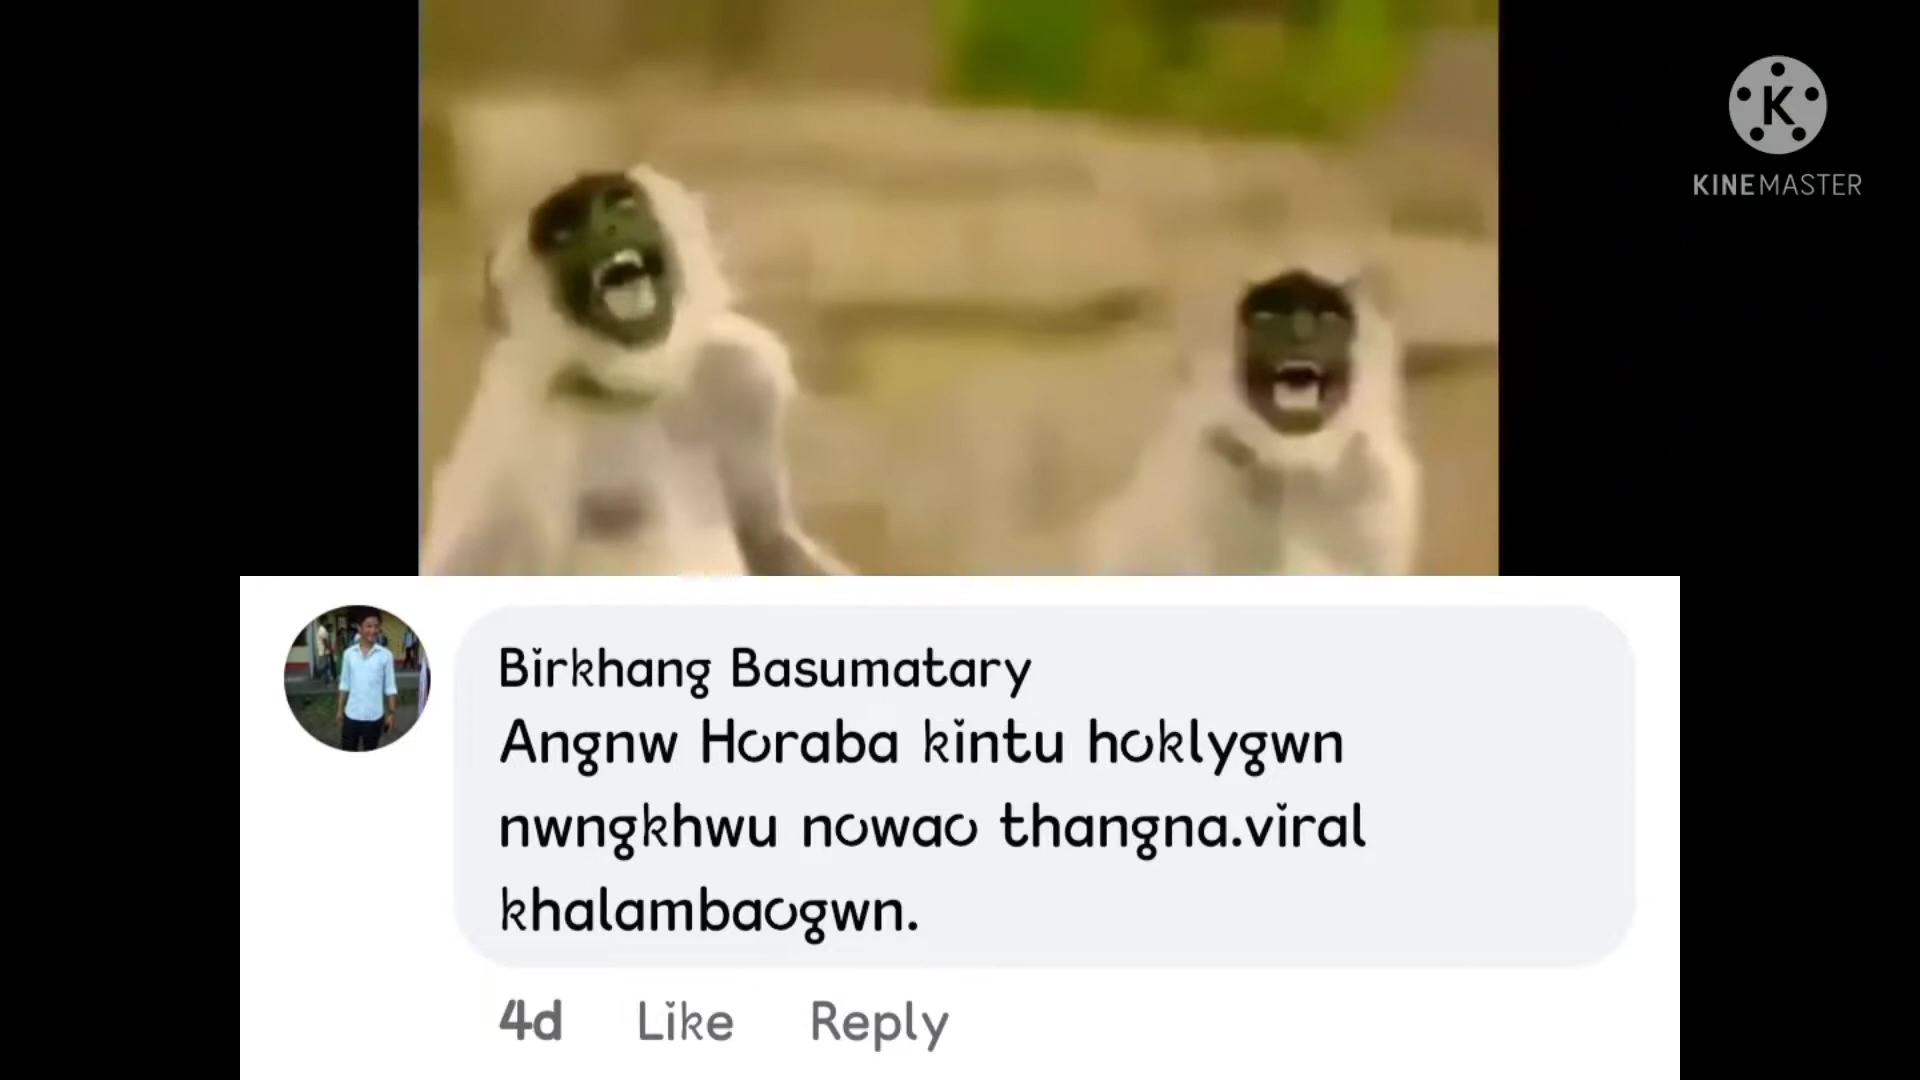 K
KINEMASTER
Birkhang Basumatary
Angnw Horaba kintu hoklygwn
nwngkhwu nowao thangna.viral
khalambaogwn.
4d Like Reply